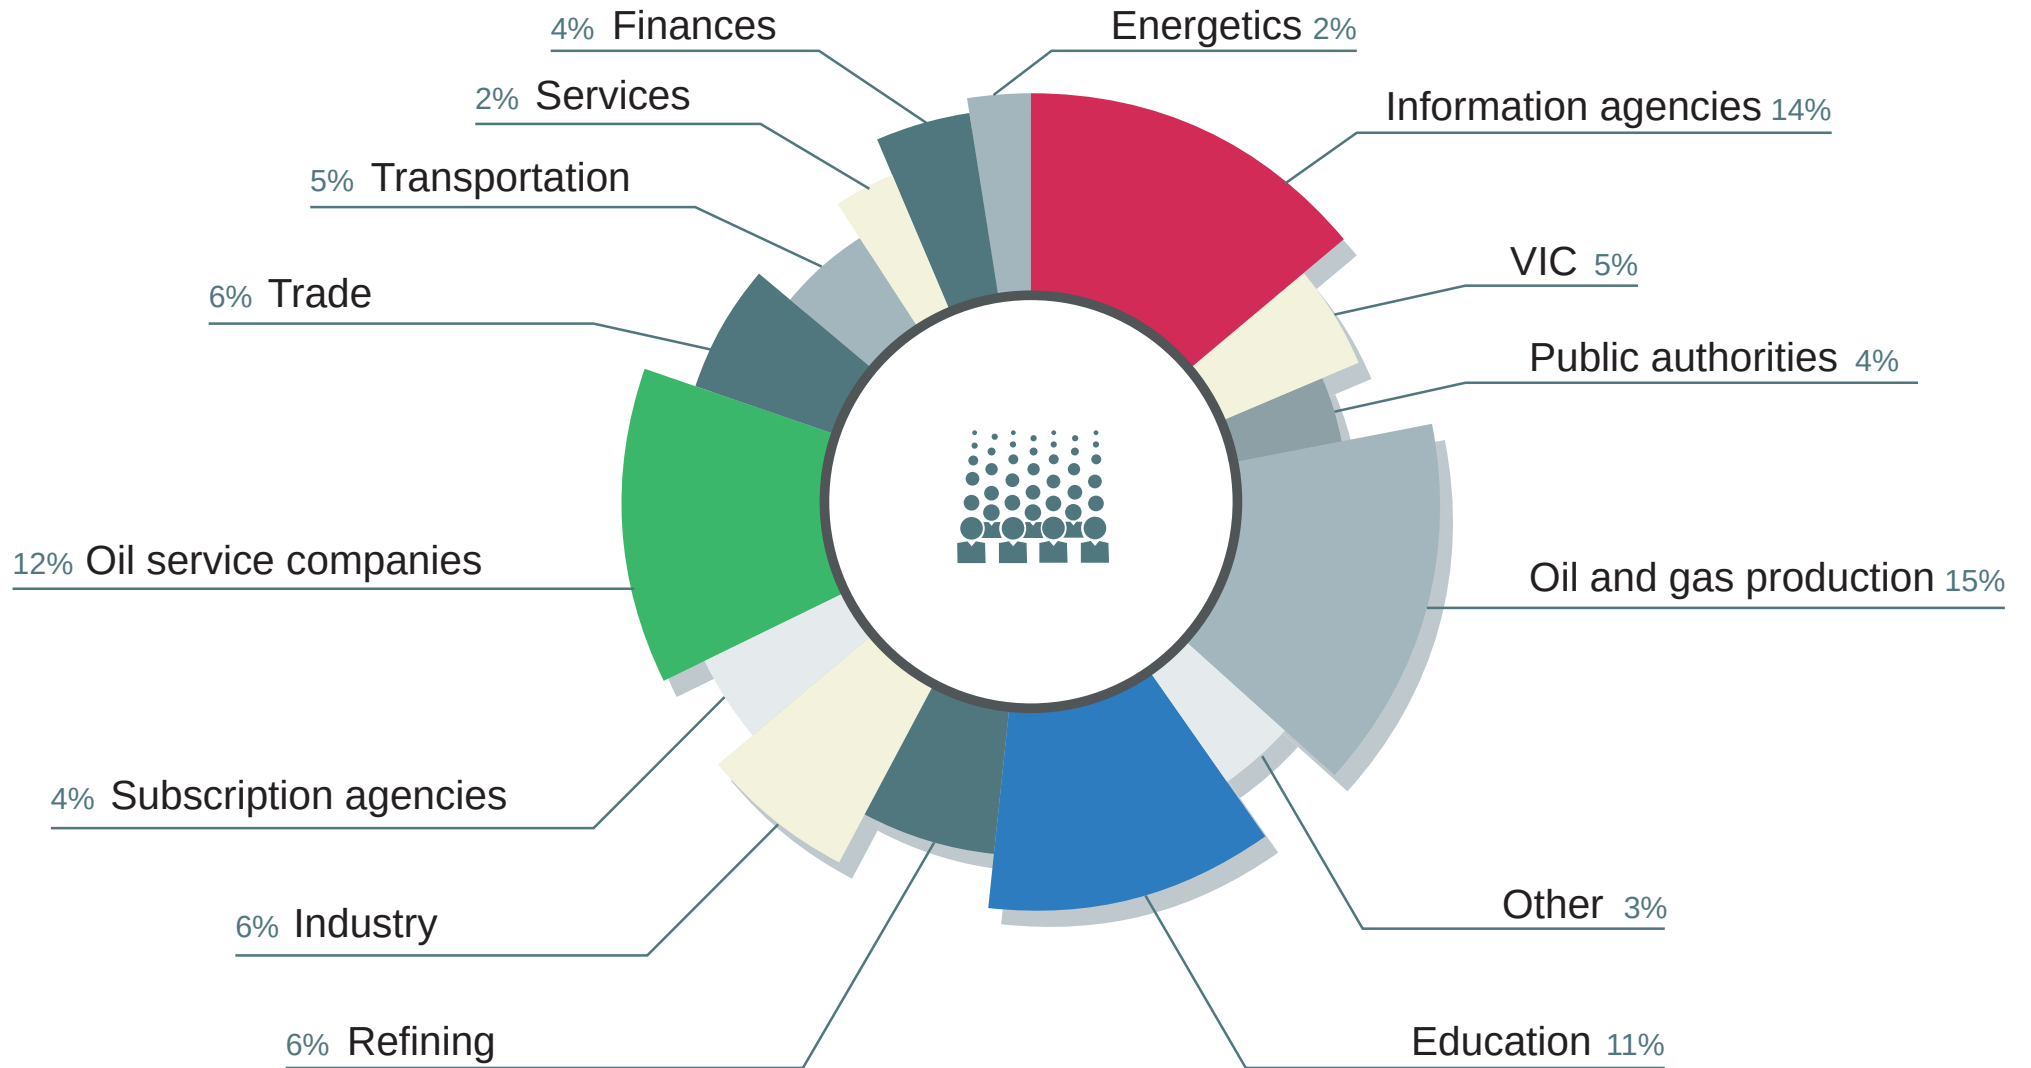 4% Finances
Energetics 2%
2% Services
Information agencies 14%
5% Transportation
VIC 5%
6% Trade
Public authorities 4%
12% Oil service companies
Oil and gas production 15%
4% Subscription agencies
Other 3%
6% Industry
6% Refining
Education 11%